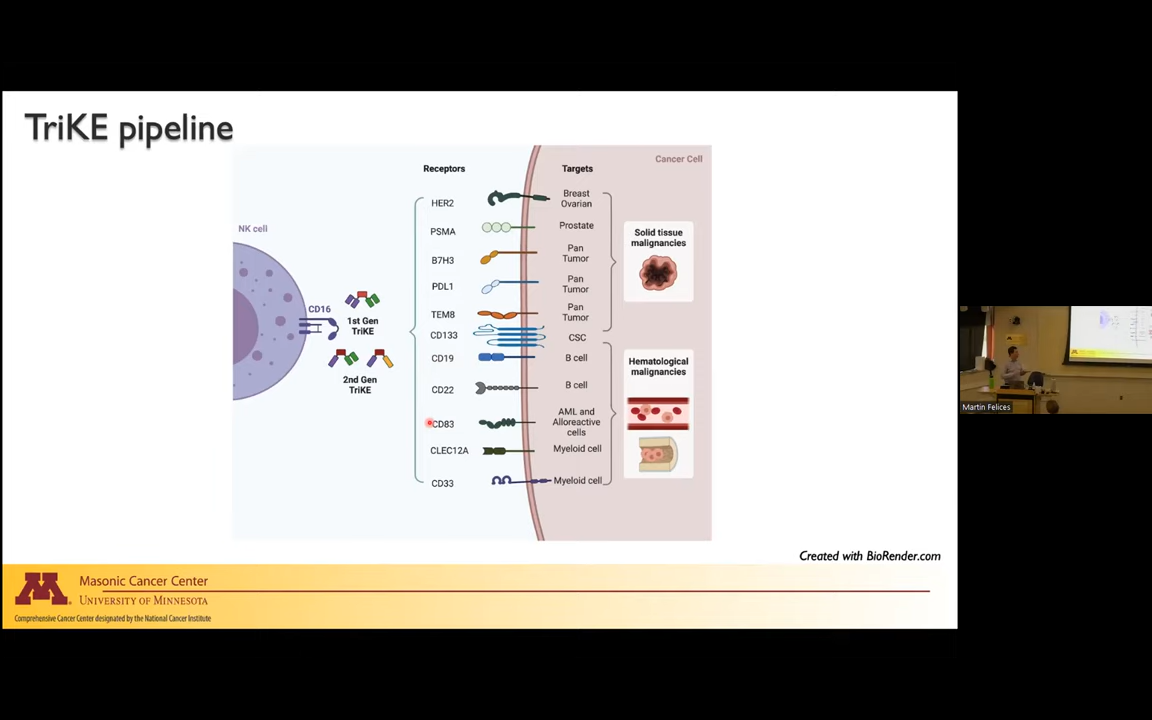 TriKE pipeline
Cancer Cell
Receptors
Targets
NK cell
CD16
1st Gen
TriKE
2nd Gen
TriKE
HER2
Breast
Ovarian
PSMA
Prostate
B7H3
Pan
Tumor
PDL1
Pan
Tumor
TEM8
Pan
Tumor
CD133
CSC
CD19
B cell
CD22
B cell
CD83
AML and
Alloreactive
cells
CLEC12A
Myeloid cell
CD33
Myeloid cell
Solid tissue
malignancies
Hematological
malignancies
Created with BioRender.com
M
Masonic Cancer Center
UNIVERSITY OF MINNESOTA
Comprehensive Cancer Center designated by the National Cancer Institute
Martin Felices